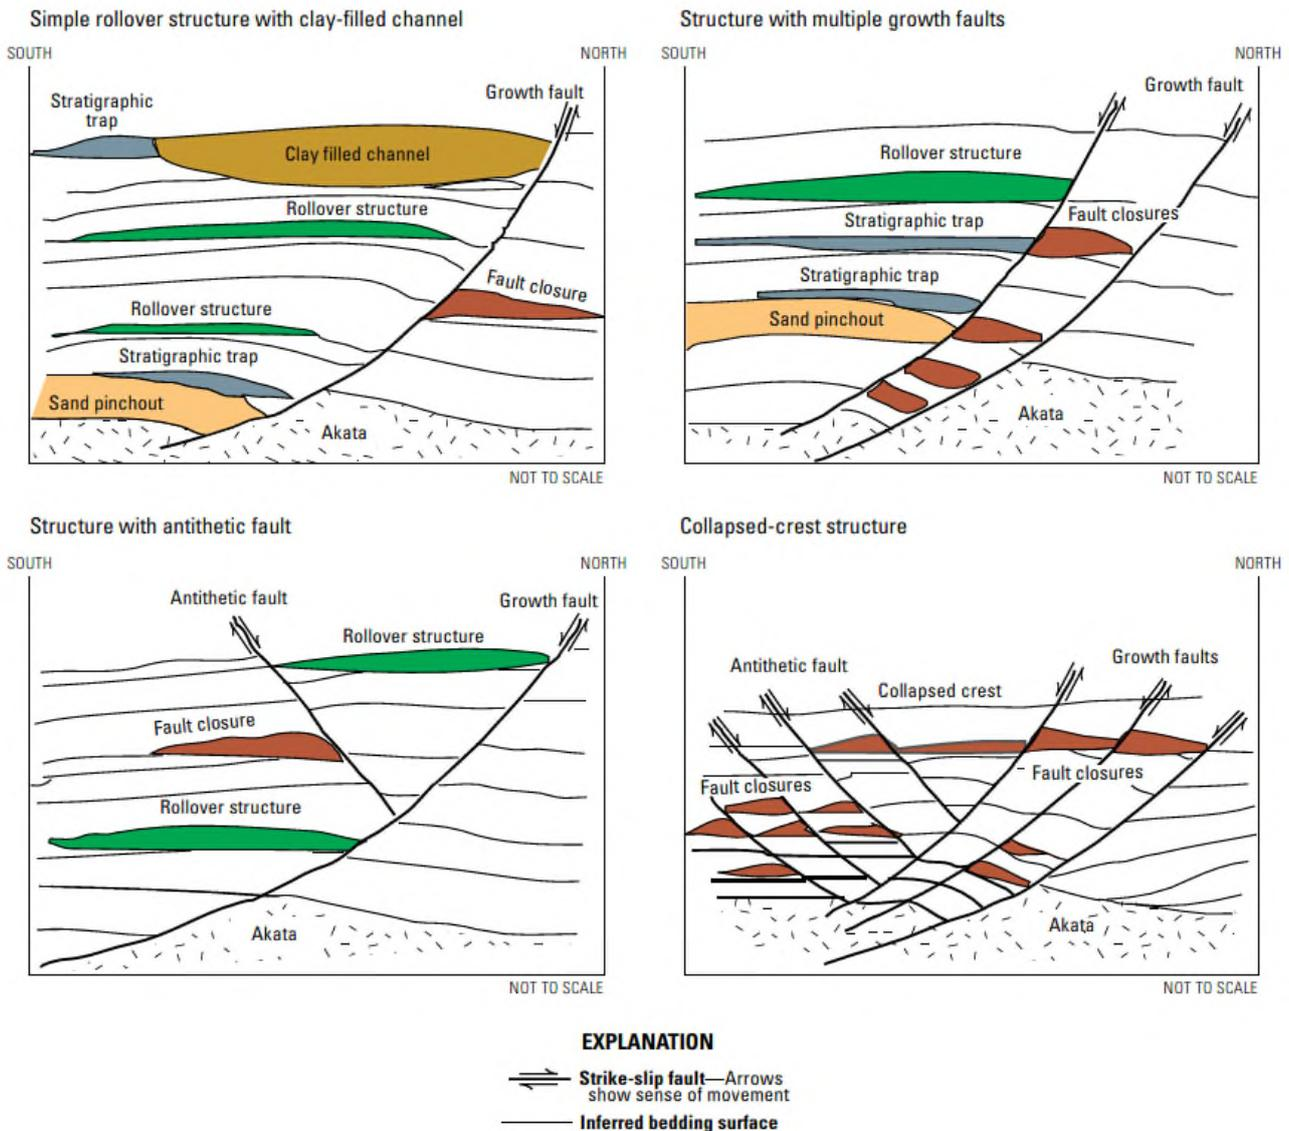 Simple rollover structure with clay-filled channel
SOUTH
NORTH
Growth fault
Stratigraphic
trap
Clay filled channel
Rollover structure
Fault closure
Rollover structure
Stratigraphic trap
Sand pinchout
Akata
NOT TO SCALE
Structure with multiple growth faults
SOUTH
NORTH
Growth fault
Rollover structure
Fault closures
Stratigraphic trap
Stratigraphic trap
Sand pinchout
Akata
NOT TO SCALE
Structure with antithetic fault
SOUTH
NORTH
Antithetic fault
Growth fault
Rollover structure
Fault closure
Rollover structure
Akata
NOT TO SCALE
Collapsed-crest structure
SOUTH
NORTH
Antithetic fault
Growth faults
Collapsed crest
Fault closures
Fault closures
Akata
NOT TO SCALE
EXPLANATION
Strike-slip fault—Arrows
show sense of movement
Inferred bedding surface